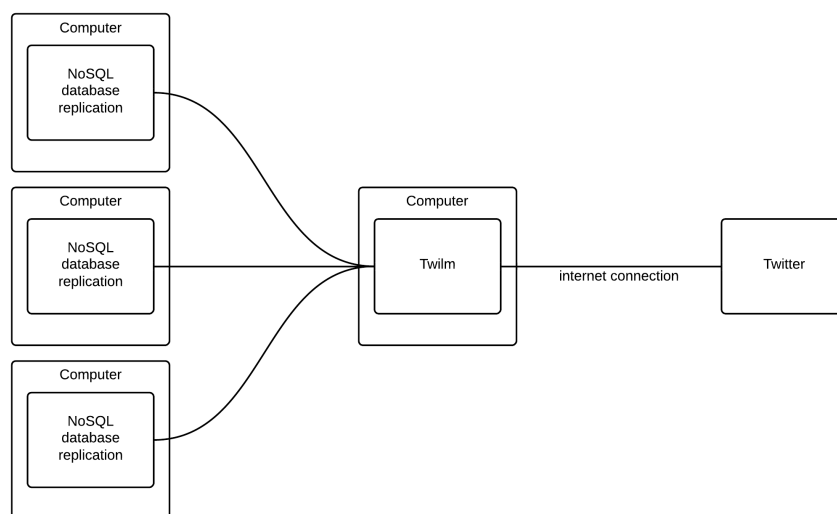 Computer
NoSQL
database
replication
Computer
NoSQL
database
replication
Computer
NoSQL
database
replication
Computer
Twilm
internet connection
Twitter